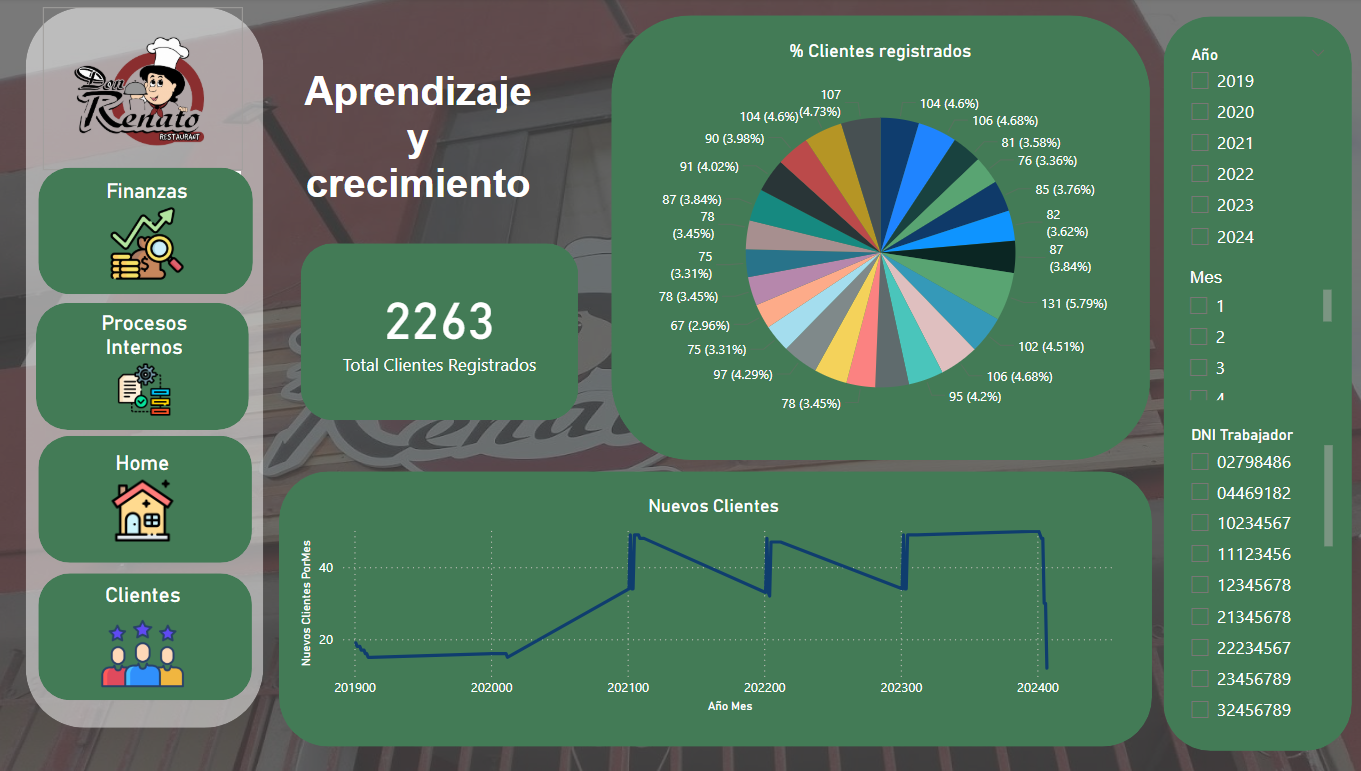 Don
Renato
RESTAURANT
Finanzas
Procesos
Internos
Home
Clientes
Aprendizaje
y
crecimiento
2263
Total Clientes Registrados
% Clientes registrados
104 (4.6%)
106 (4.68%)
81 (3.58%)
76 (3.36%)
85 (3.76%)
82
(3.62%)
87
(3.84%)
131 (5.79%)
102 (4.51%)
106 (4.68%)
95 (4.2%)
78 (3.45%)
97 (4.29%)
75 (3.31%)
67 (2.96%)
78 (3.45%)
75
(3.31%)
78
(3.45%)
87 (3.84%)
91 (4.02%)
90 (3.98%)
104 (4.6%)
107
(4.73%)
Nuevos Clientes
Nuevos Clientes PorMes
40
20
201900
202000
202100
202200
202300
202400
Año Mes
Año
2019
2020
2021
2022
2023
2024
Mes
1
2
3
4
DNI Trabajador
02798486
04469182
10234567
11123456
12345678
21345678
22234567
23456789
32456789
Renato